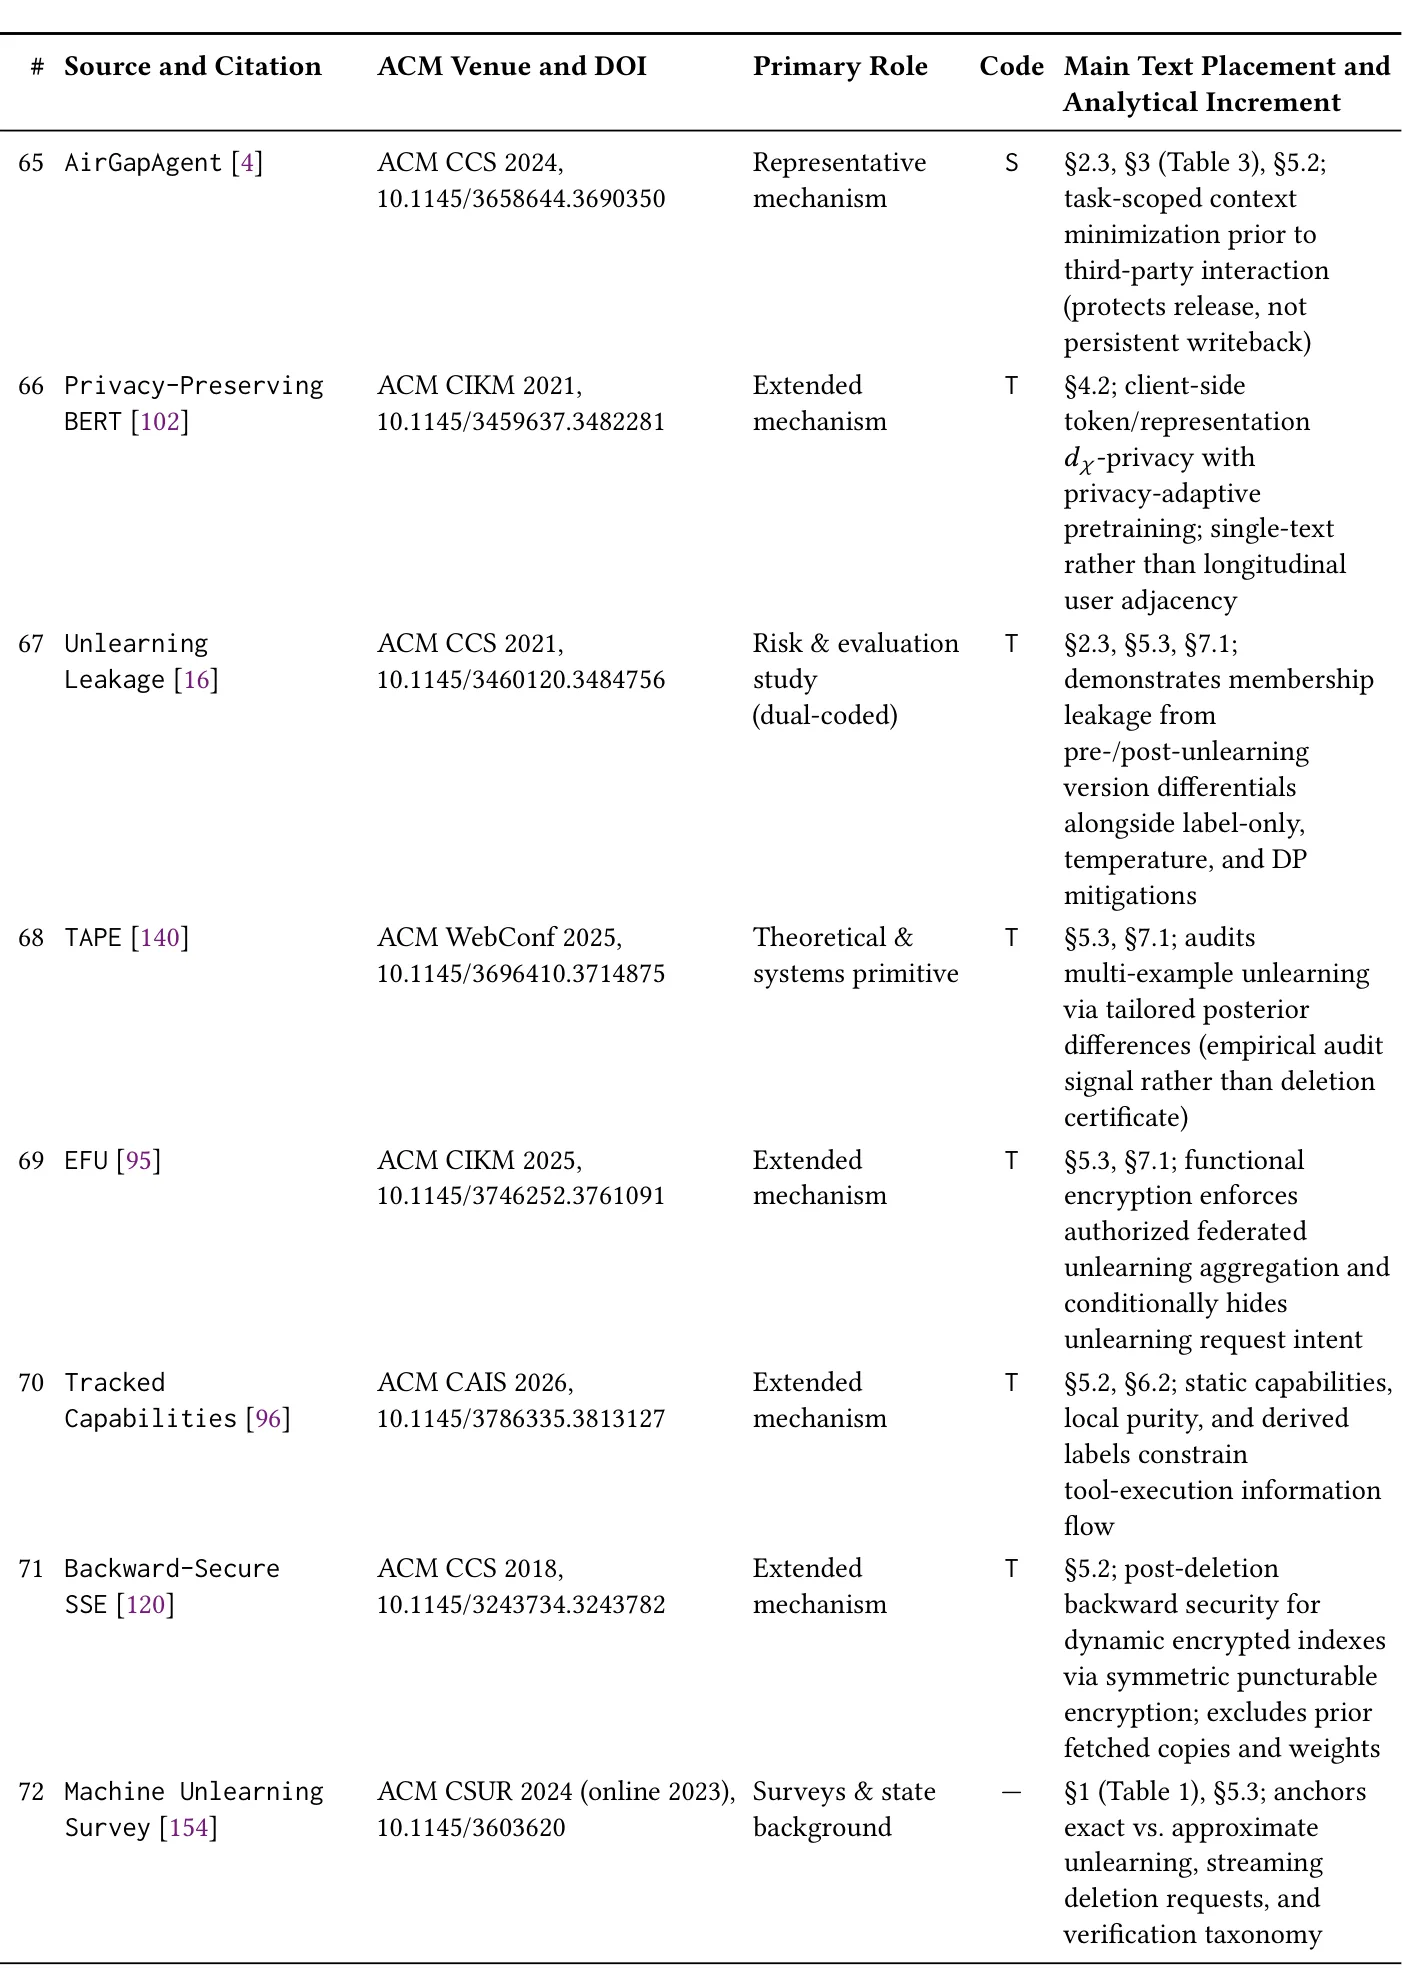 # Source and Citation ACM Venue and DOI Primary Role Code Main Text Placement and
Analytical Increment
65 AirGapAgent [4] ACM CCS 2024, Representative S §2.3, §3 (Table 3), §5.2;
10.1145/3658644.3690350 mechanism task-scoped context
minimization prior to
third-party interaction
(protects release, not
persistent writeback)
66 Privacy-Preserving ACM CIKM 2021, Extended T §4.2; client-side
BERT [102] 10.1145/3459637.3482281 mechanism token/representation
dχ-privacy with
privacy-adaptive
pretraining; single-text
rather than longitudinal
user adjacency
67 Unlearning ACM CCS 2021, Risk & evaluation T §2.3, §5.3, §7.1;
Leakage [16] 10.1145/3460120.3484756 study demonstrates membership
(dual-coded) leakage from
pre-/post-unlearning
version differentials
alongside label-only,
temperature, and DP
mitigations
68 TAPE [140] ACM WebConf 2025, Theoretical & T §5.3, §7.1; audits
10.1145/3696410.3714875 systems primitive multi-example unlearning
via tailored posterior
differences (empirical audit
signal rather than deletion
certificate)
69 EFU [95] ACM CIKM 2025, Extended T §5.3, §7.1; functional
10.1145/3746252.3761091 mechanism encryption enforces
authorized federated
unlearning aggregation and
conditionally hides
unlearning request intent
70 Tracked ACM CAIS 2026, Extended T §5.2, §6.2; static capabilities,
Capabilities [96] 10.1145/3786335.3813127 mechanism local purity, and derived
labels constrain
tool-execution information
flow
71 Backward-Secure ACM CCS 2018, Extended T §5.2; post-deletion
SSE [120] 10.1145/3243734.3243782 mechanism backward security for
dynamic encrypted indexes
via symmetric puncturable
encryption; excludes prior
fetched copies and weights
72 Machine Unlearning ACM CSUR 2024 (online 2023), Surveys & state — §1 (Table 1), §5.3; anchors
Survey [154] 10.1145/3603620 background exact vs. approximate
unlearning, streaming
deletion requests, and
verification taxonomy